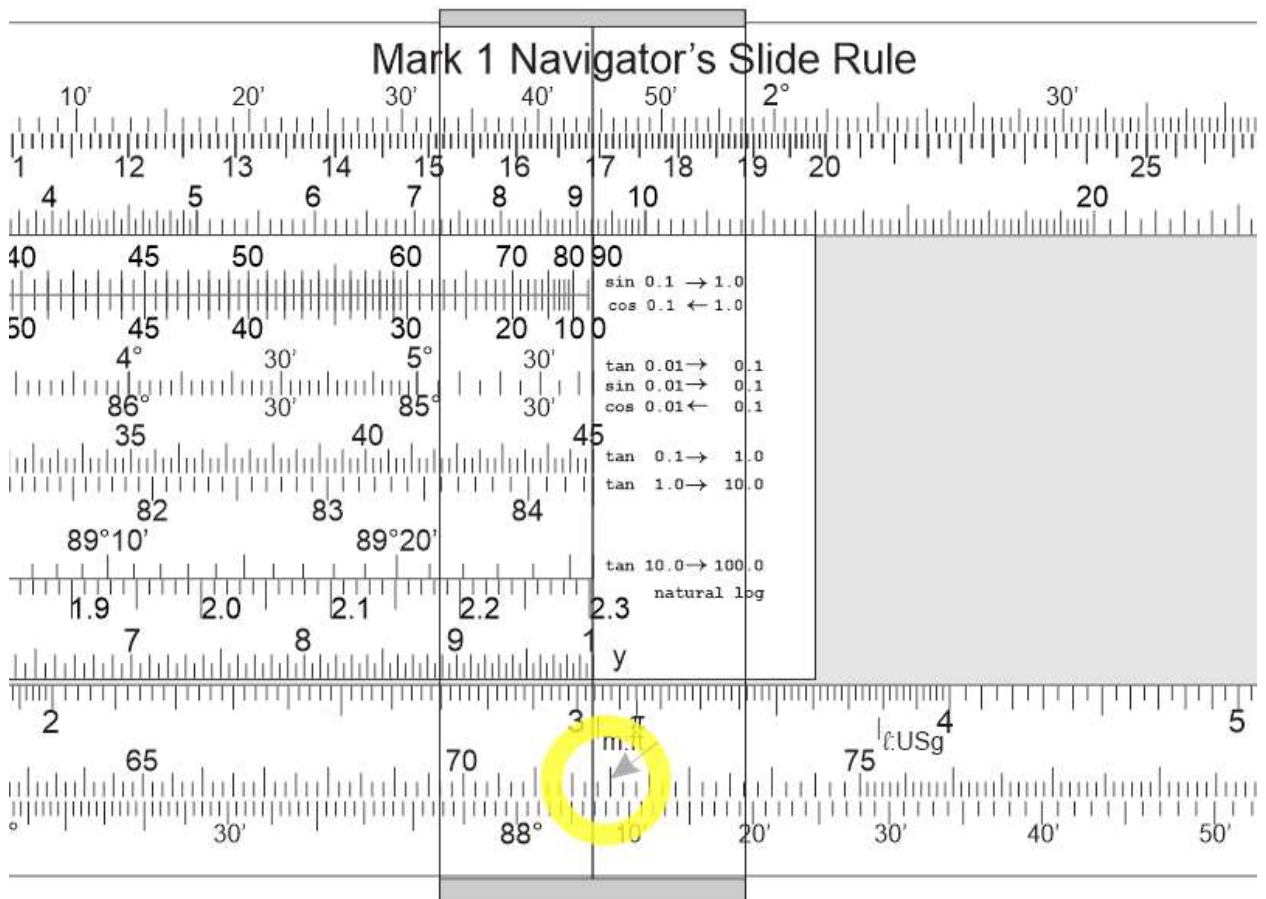 Mark 1 Navigator's Slide Rule
10' 20' 30' 40' 50' 2° 30'
1 12 13 14 15 16 17 18 19 20 25
4 5 6 7 8 9 10 20
40 45 50 60 70 80 90
sin 0.1 → 1.0
cos 0.1 ← 1.0
50 45 40 30 20 10 0
4° 30' 5° 30'
tan 0.01→ 0.1
sin 0.01→ 0.1
cos 0.01← 0.1
86° 30' 85° 30'
35 40 45
tan 0.1→ 1.0
tan 1.0→ 10.0
82 83 84
89°10' 89°20'
tan 10.0→100.0
natural log
1.9 2.0 2.1 2.2 2.3
7 8 9 1 y
2 3 π 4 5
m:ft ℓ:USg
65 70 75
° 30' 88° 10' 20' 30' 40' 50'